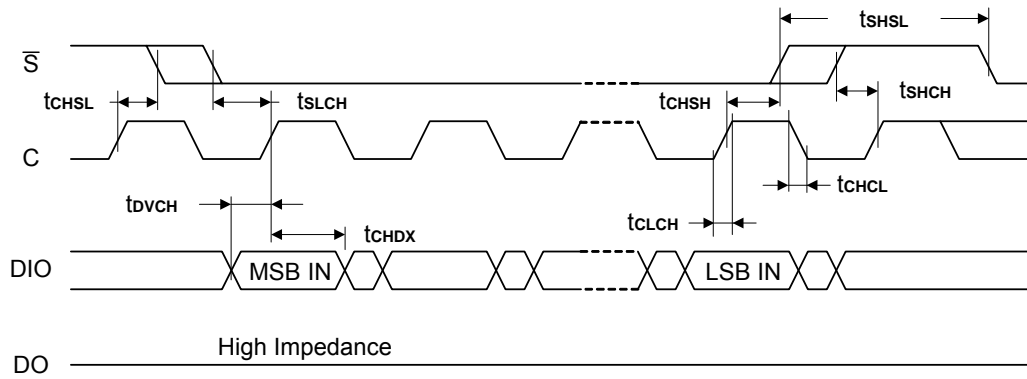 tSHSL
S̅
tCHSL tSLCH tCHSH tSHCH
C
tDVCH tCHCL
tCHDX tCLCH
DIO MSB IN LSB IN
High Impedance
DO